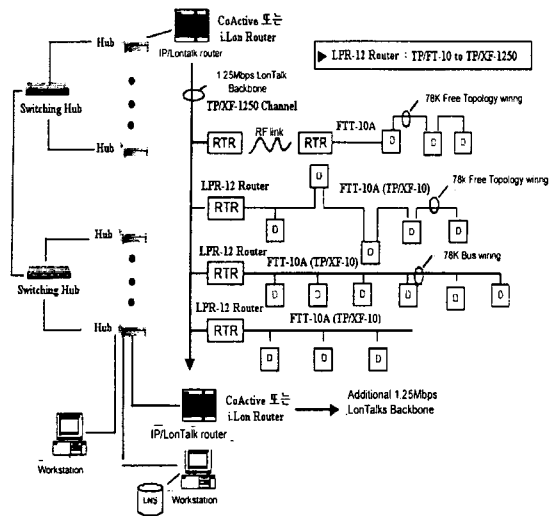 CoActive 또는
i.Lon Router
Hub
IP/Lontalk router
▶ LPR-12 Router : TP/FT-10 to TP/XF-1250
1.25Mbps LonTalk
Backbone
TP/XF-1250 Channel
Switching Hub
78K Free Topology wirinng
RTR
RF link
RTR
FTT-10A
D
D
D
Hub
LPR-12 Router
RTR
D
FTT-10A (TP/XF-10)
78k Free Topology wiryng
D
D
D
D
Hub
LPR-12 Router
RTR
FTT-10A (TP/XF-10)
78K Bus wiring
D
D
D
D
D
D
Switching Hub
LPR-12 Router
RTR
FTT-10A (TP/XF-10)
D
D
D
Hub
CoActive 또는
i.Lon Router
Additional 1.25Mbps
LonTalks Backbone
IP/LonTalk router
Workstation
LNS
Workstation